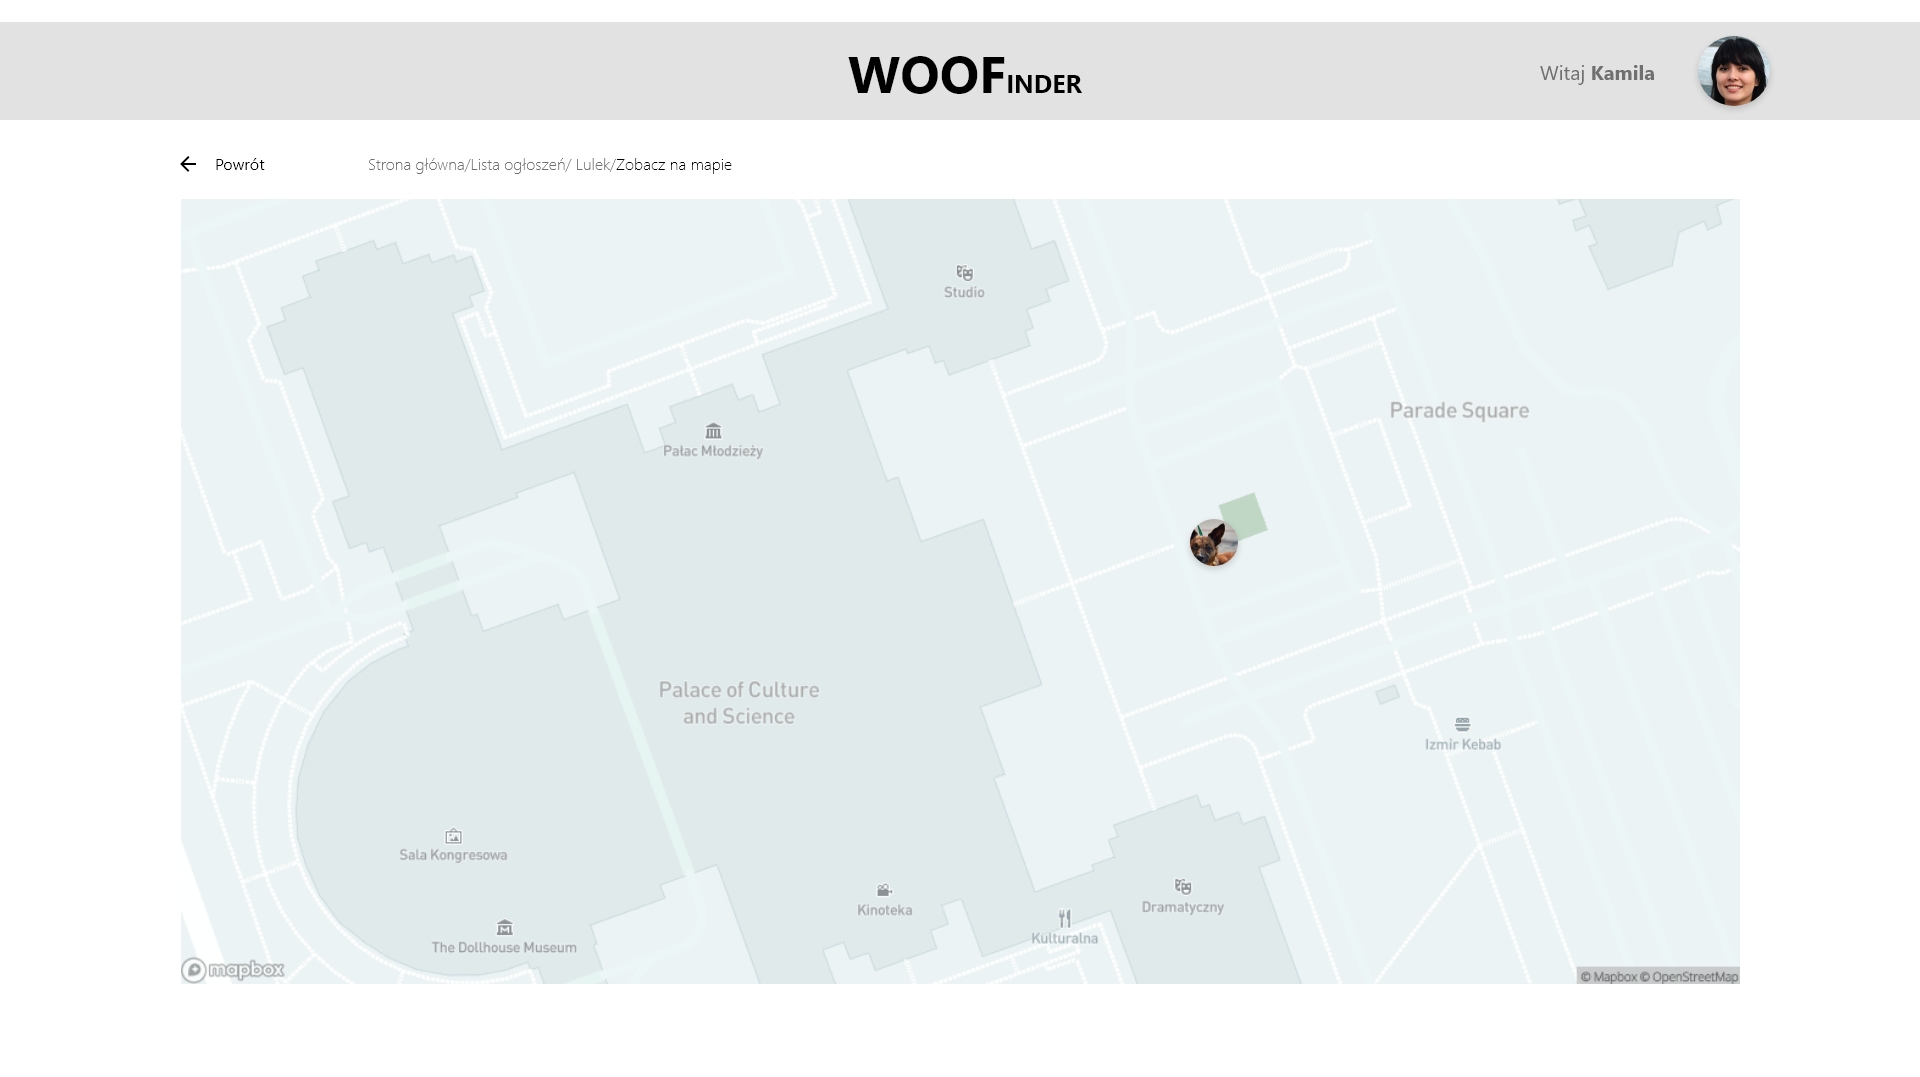 WOOFINDER
Witaj Kamila
Powrót
Strona główna/Lista ogłoszeń/ Lulek/Zobacz na mapie
Studio
Parade Square
Pałac Młodzieży
Palace of Culture
and Science
Izmir Kebab
Sala Kongresowa
Kinoteka
Dramatyczny
Kulturalna
The Dollhouse Museum
mapbox
© Mapbox © OpenStreetMap